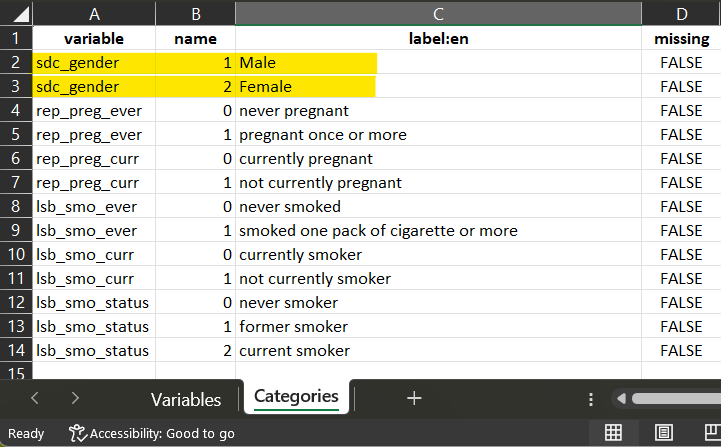 A B C D
1 variable name label:en missing
2 sdc_gender 1 Male FALSE
3 sdc_gender 2 Female FALSE
4 rep_preg_ever 0 never pregnant FALSE
5 rep_preg_ever 1 pregnant once or more FALSE
6 rep_preg_curr 0 currently pregnant FALSE
7 rep_preg_curr 1 not currently pregnant FALSE
8 lsb_smo_ever 0 never smoked FALSE
9 lsb_smo_ever 1 smoked one pack of cigarette or more FALSE
10 lsb_smo_curr 0 currently smoker FALSE
11 lsb_smo_curr 1 not currently smoker FALSE
12 lsb_smo_status 0 never smoker FALSE
13 lsb_smo_status 1 former smoker FALSE
14 lsb_smo_status 2 current smoker FALSE
15
Variables Categories
Ready Accessibility: Good to go